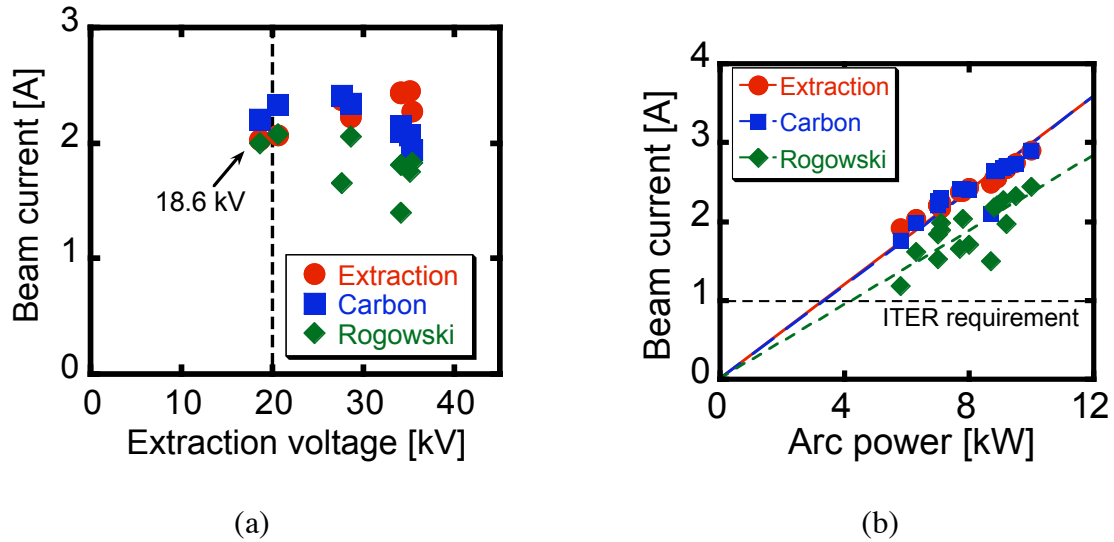 3
2
1
0
Beam current [A]
18.6 kV
Extraction
Carbon
Rogowski
0
10
20
30
40
Extraction voltage [kV]
(a)
4
3
2
1
0
Beam current [A]
Extraction
Carbon
Rogowski
ITER requirement
0
4
8
12
Arc power [kW]
(b)